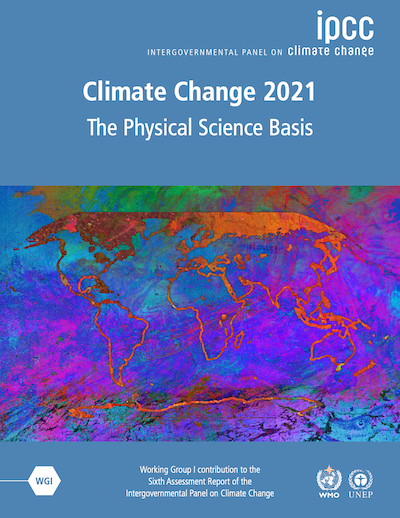 ipcc
INTERGOVERNMENTAL PANEL ON climate change
Climate Change 2021
The Physical Science Basis
WGI
Working Group I contribution to the
Sixth Assessment Report of the
Intergovernmental Panel on Climate Change
WMO
UNEP